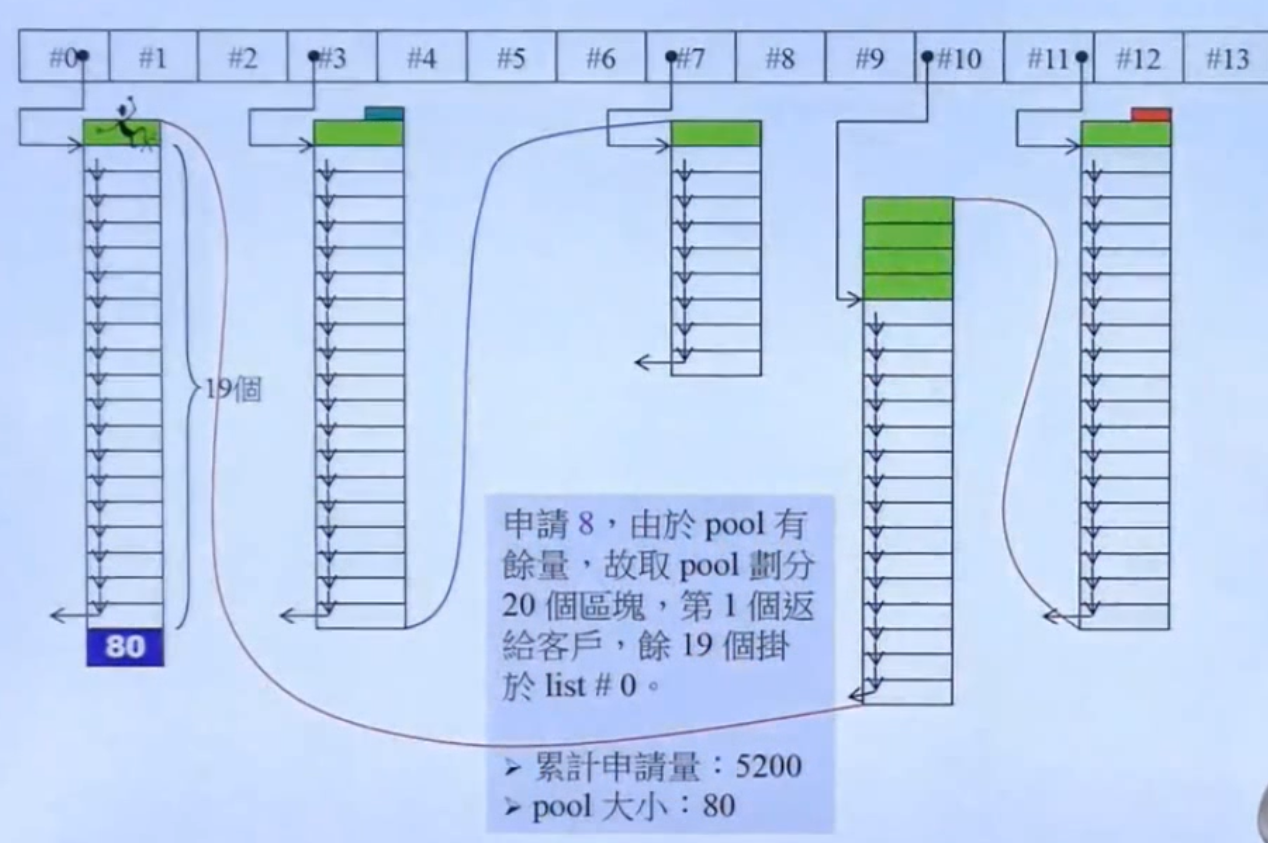 #0 #1 #2 #3 #4 #5 #6 #7 #8 #9 #10 #11 #12 #13
19個
80
申請 8，由於 pool 有
餘量，故取 pool 劃分
20 個區塊，第 1 個返
給客戶，餘 19 個掛
於 list # 0。
➢ 累計申請量：5200
➢ pool 大小：80